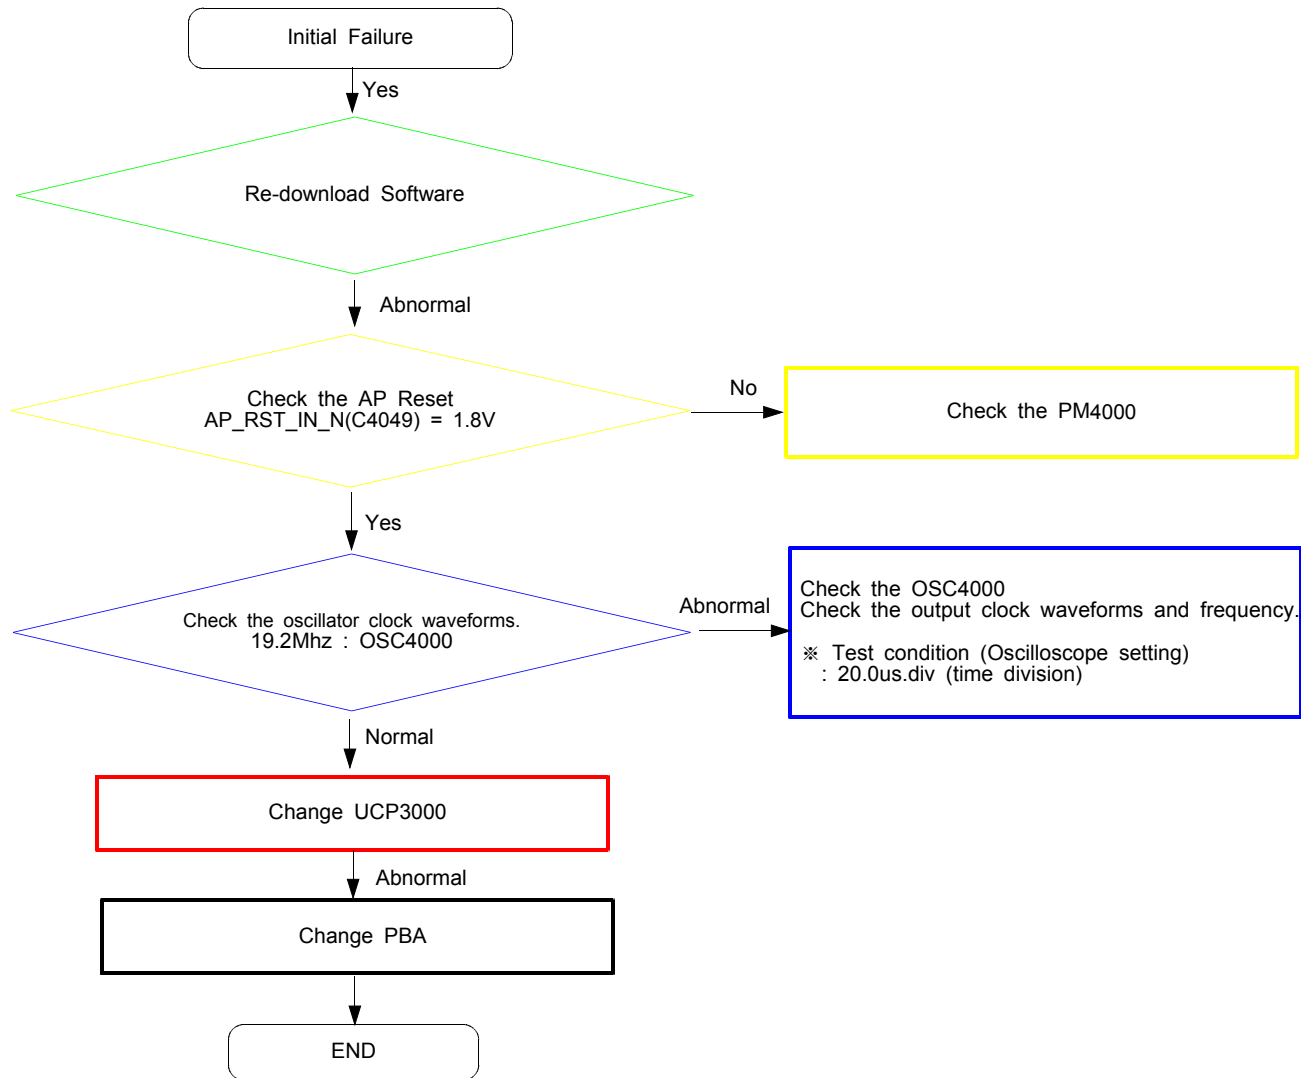 Initial Failure
Yes
Re-download Software
Abnormal
Check the AP Reset
AP_RST_IN_N(C4049) = 1.8V
No
Check the PM4000
Yes
Check the oscillator clock waveforms.
19.2Mhz : OSC4000
Abnormal
Check the OSC4000
Check the output clock waveforms and frequency.
※ Test condition (Oscilloscope setting)
: 20.0us.div (time division)
Normal
Change UCP3000
Abnormal
Change PBA
END